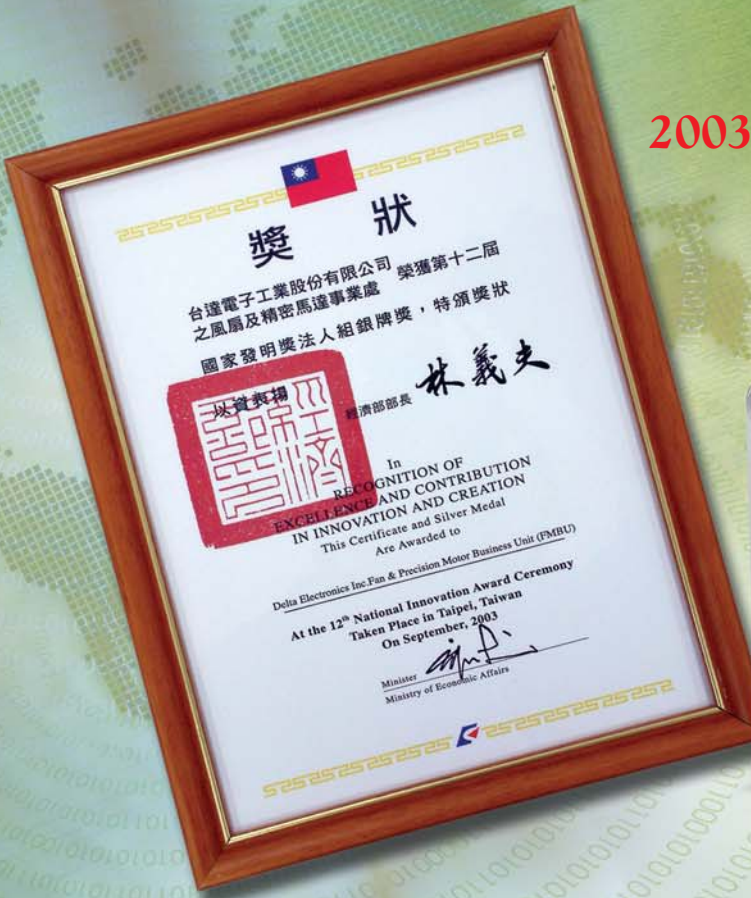 2003
獎 狀
台達電子工業股份有限公司
之風扇及精密馬達事業處
榮獲第十二屆
國家發明獎法人組銀牌獎，特頒獎狀
以資表揚
經濟部部長 林義夫
In
RECOGNITION OF
EXCELLENCE AND CONTRIBUTION
IN INNOVATION AND CREATION
This Certificate and Silver Medal
Are Awarded to
Delta Electronics Inc.Fan & Precision Motor Business Unit (FMBU)
At the 12th National Innovation Award Ceremony
Taken Place in Taipei, Taiwan
On September, 2003
Minister
Ministry of Economic Affairs